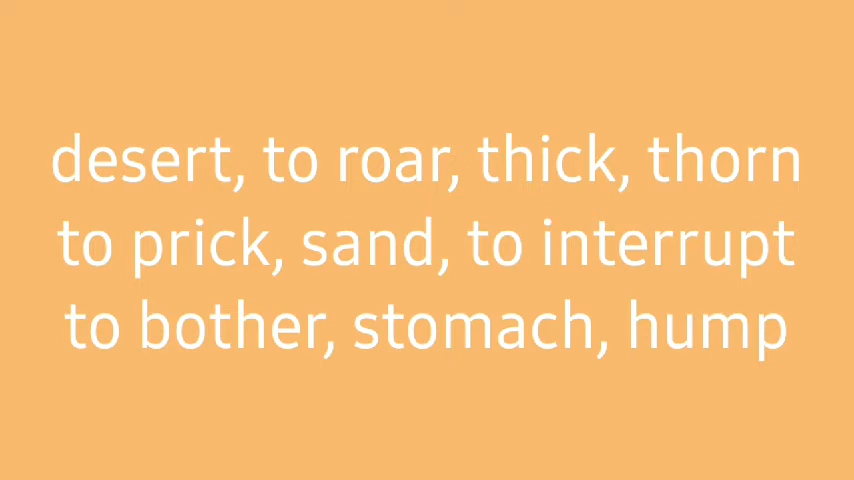 desert, to roar, thick, thorn
to prick, sand, to interrupt
to bother, stomach, hump